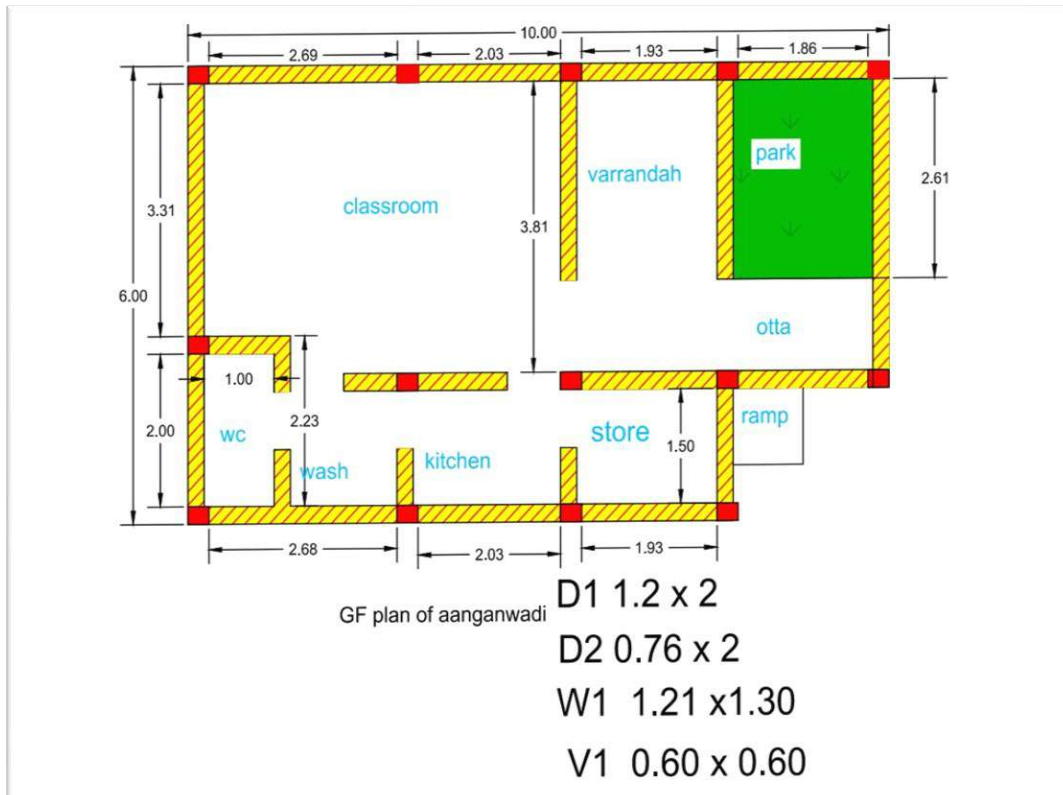 10.00
2.69 2.03 1.93 1.86
varrandah park
2.61
classroom
3.31 3.81
6.00
otta
1.00
2.00 wc 2.23 wash kitchen store 1.50 ramp
2.68 2.03 1.93
GF plan of aanganwadi
D1 1.2 x 2
D2 0.76 x 2
W1 1.21 x1.30
V1 0.60 x 0.60